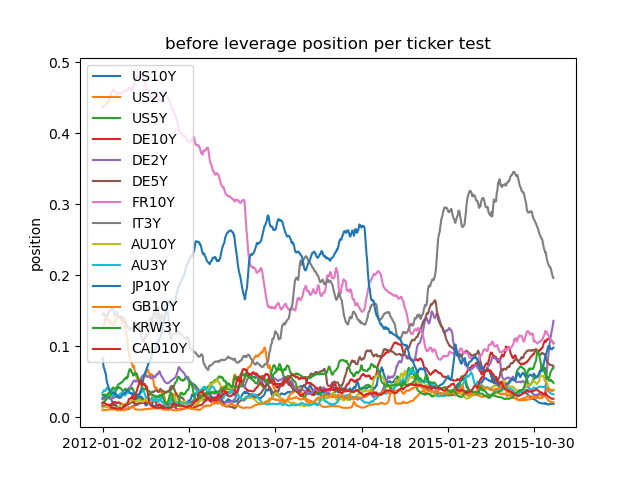 before leverage position per ticker test
position
0.5
0.4
0.3
0.2
0.1
0.0
US10Y
US2Y
US5Y
DE10Y
DE2Y
DE5Y
FR10Y
IT3Y
AU10Y
AU3Y
JP10Y
GB10Y
KRW3Y
CAD10Y
2012-01-02 2012-10-08 2013-07-15 2014-04-18 2015-01-23 2015-10-30